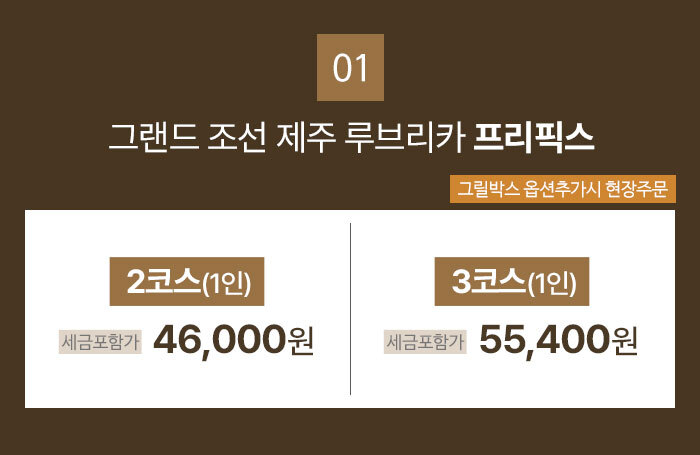 01
그랜드 조선 제주 루브리카 프리픽스
그릴박스 옵션추가시 현장주문
2코스(1인)
세금포함가 46,000원
3코스(1인)
세금포함가 55,400원